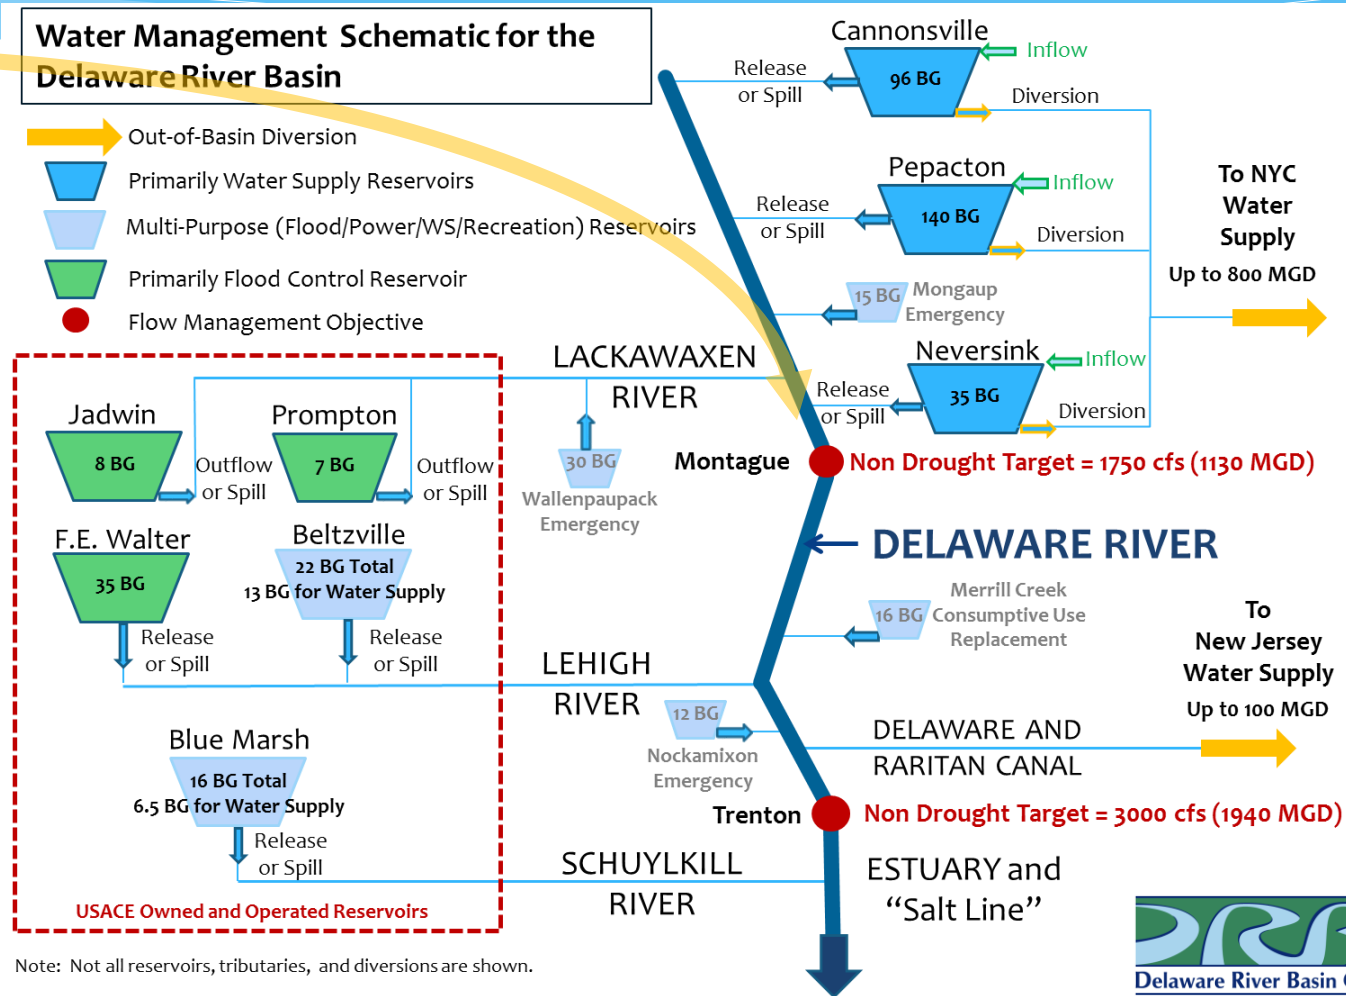 Water Management Schematic for the
Delaware River Basin
Out-of-Basin Diversion
Primarily Water Supply Reservoirs
Multi-Purpose (Flood/Power/WS/Recreation) Reservoirs
Primarily Flood Control Reservoir
Flow Management Objective
Cannonsville
96 BG
Inflow
Release
or Spill
Diversion
Pepacton
140 BG
Inflow
Release
or Spill
Diversion
To NYC
Water
Supply
Up to 800 MGD
15 BG
Mongaup
Emergency
Neversink
35 BG
Inflow
Release
or Spill
Diversion
LACKAWAXEN
RIVER
Jadwin
8 BG
Outflow
or Spill
Prompton
7 BG
Outflow
or Spill
30 BG
Wallenpaupack
Emergency
Montague
Non Drought Target = 1750 cfs (1130 MGD)
DELAWARE RIVER
F.E. Walter
35 BG
Release
or Spill
Beltzville
22 BG Total
13 BG for Water Supply
Release
or Spill
16 BG
Merrill Creek
Consumptive Use
Replacement
To
New Jersey
Water Supply
Up to 100 MGD
LEHIGH
RIVER
12 BG
Nockamixon
Emergency
DELAWARE AND
RARITAN CANAL
Blue Marsh
16 BG Total
6.5 BG for Water Supply
Release
or Spill
Trenton
Non Drought Target = 3000 cfs (1940 MGD)
SCHUYLKILL
RIVER
ESTUARY and
“Salt Line”
USACE Owned and Operated Reservoirs
Note: Not all reservoirs, tributaries, and diversions are shown.
DRB
Delaware River Basin C